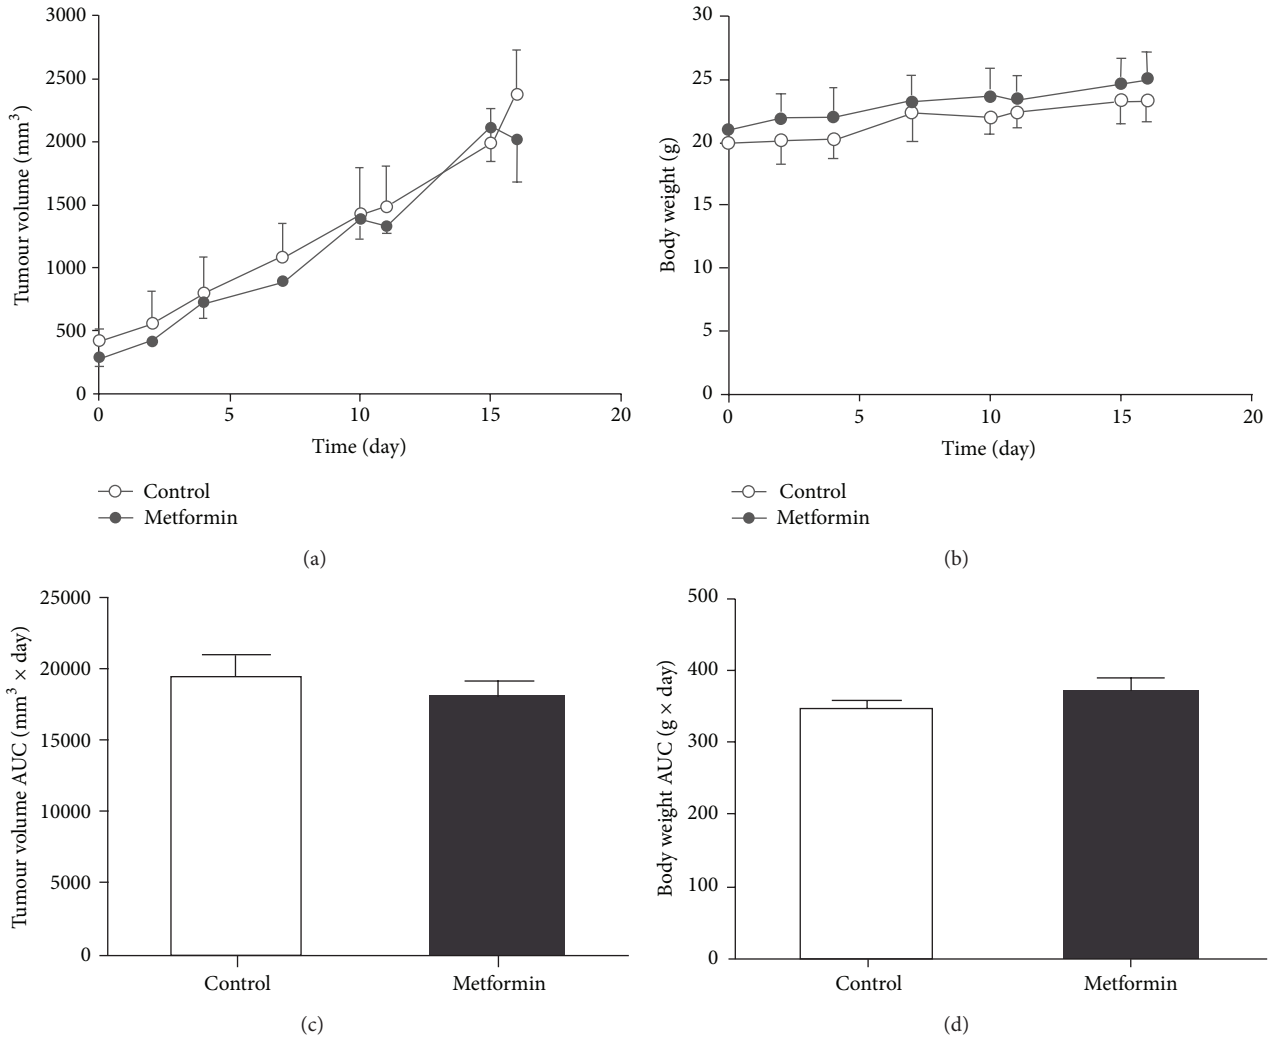 3000
2500
2000
1500
1000
500
0
Tumour volume (mm³)
0 5 10 15 20
Time (day)
Control
Metformin
(a)
30
25
20
15
10
5
0
Body weight (g)
0 5 10 15 20
Time (day)
Control
Metformin
(b)
25000
20000
15000
10000
5000
0
Tumour volume AUC (mm³ × day)
Control Metformin
(c)
500
400
300
200
100
0
Body weight AUC (g × day)
Control Metformin
(d)